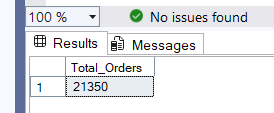 100 % No issues found
Results Messages
Total_Orders
1 21350